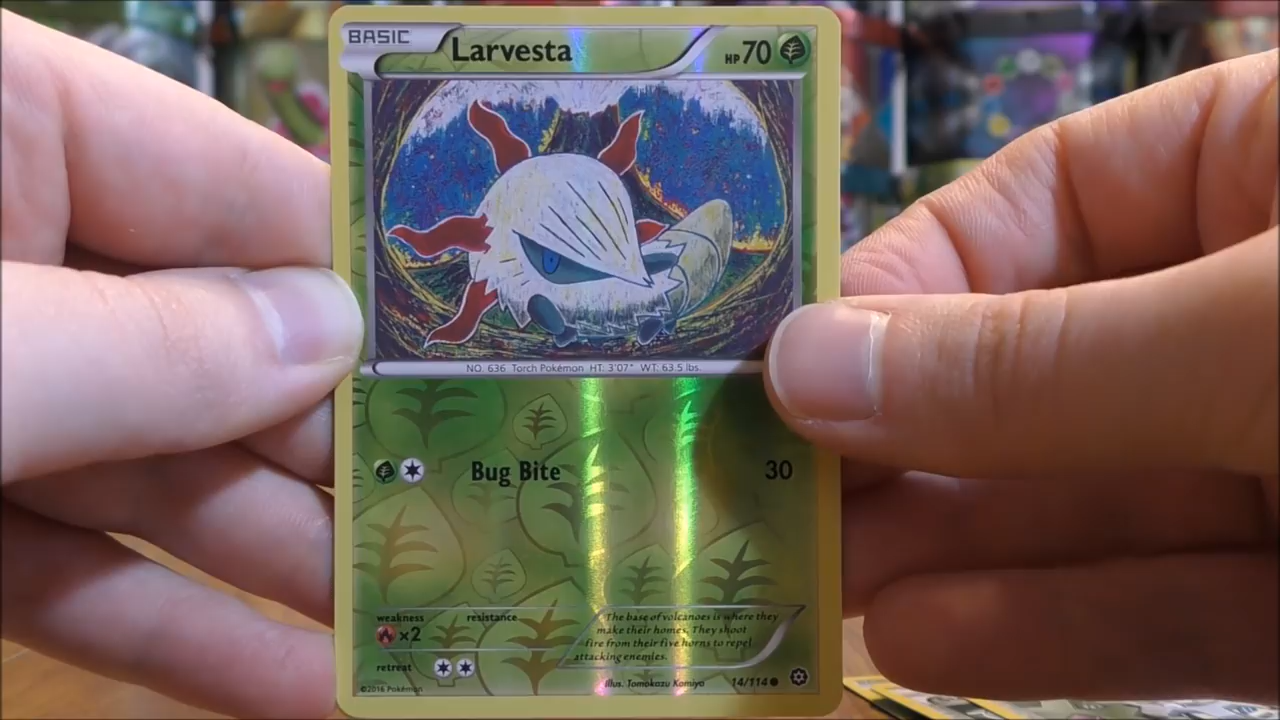 BASIC Larvesta HP 70
NO. 636 Torch Pokémon HT: 3'07" WT: 63.5 lbs.
Bug Bite 30
weakness resistance
×2
retreat
The base of volcanoes is where they
make their homes. They shoot
fire from their five horns to repel
attacking enemies.
©2016 Pokémon
Illus. Tomokazu Komiya
14/114